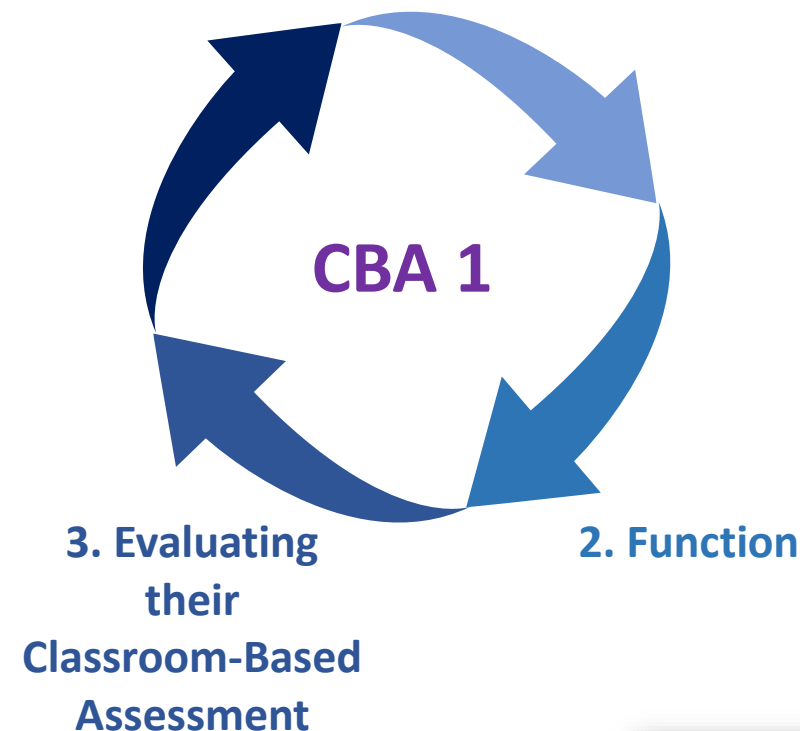 CBA 1
3. Evaluating
their
Classroom-Based
Assessment
2. Function